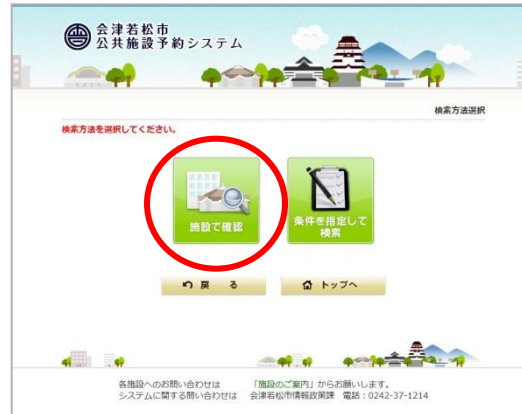 会津若松市
公共施設予約システム
検索方法選択
検索方法を選択してください。
施設で確認
条件を指定して
検索
戻　る
トップへ
各施設へのお問い合わせは　「施設のご案内」からお願いします。
システムに関する問い合わせは　会津若松市情報政策課　電話：0242-37-1214